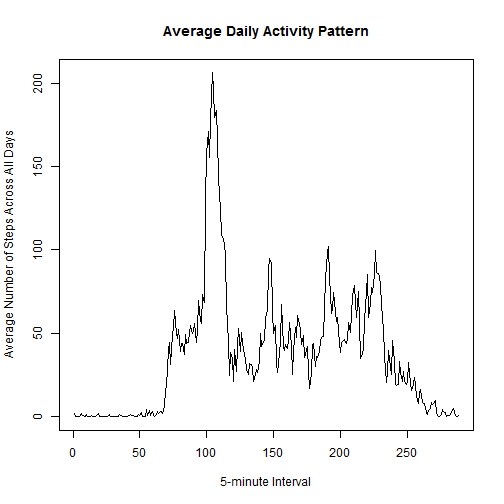 Average Daily Activity Pattern
Average Number of Steps Across All Days
200
150
100
50
0
0 50 100 150 200 250
5-minute Interval